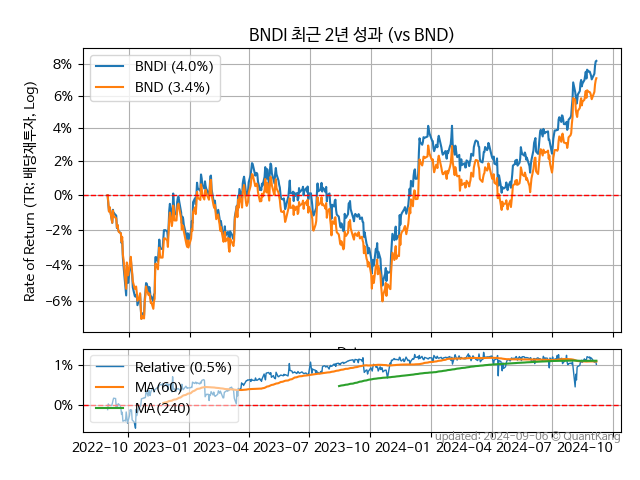 BNDI 최근 2년 성과 (vs BND)
Rate of Return (TR: 배당재투자, Log)
8%
6%
4%
2%
0%
−2%
−4%
−6%
BNDI (4.0%)
BND (3.4%)
1%
0%
Relative (0.5%)
MA(60)
MA(240)
updated: 2024-09-06 © QuantKang
2022−10
2023−01
2023−04
2023−07
2023−10
2024−01
2024−04
2024−07
2024−10